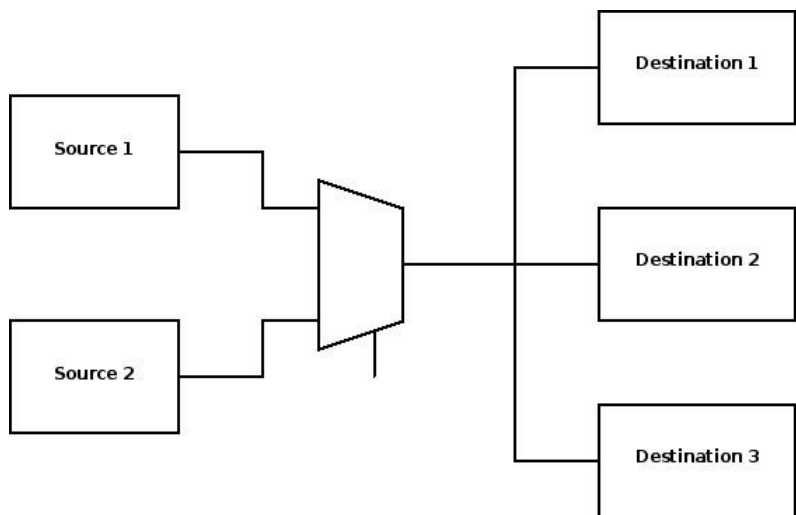 Destination 1
Source 1
Destination 2
Source 2
Destination 3